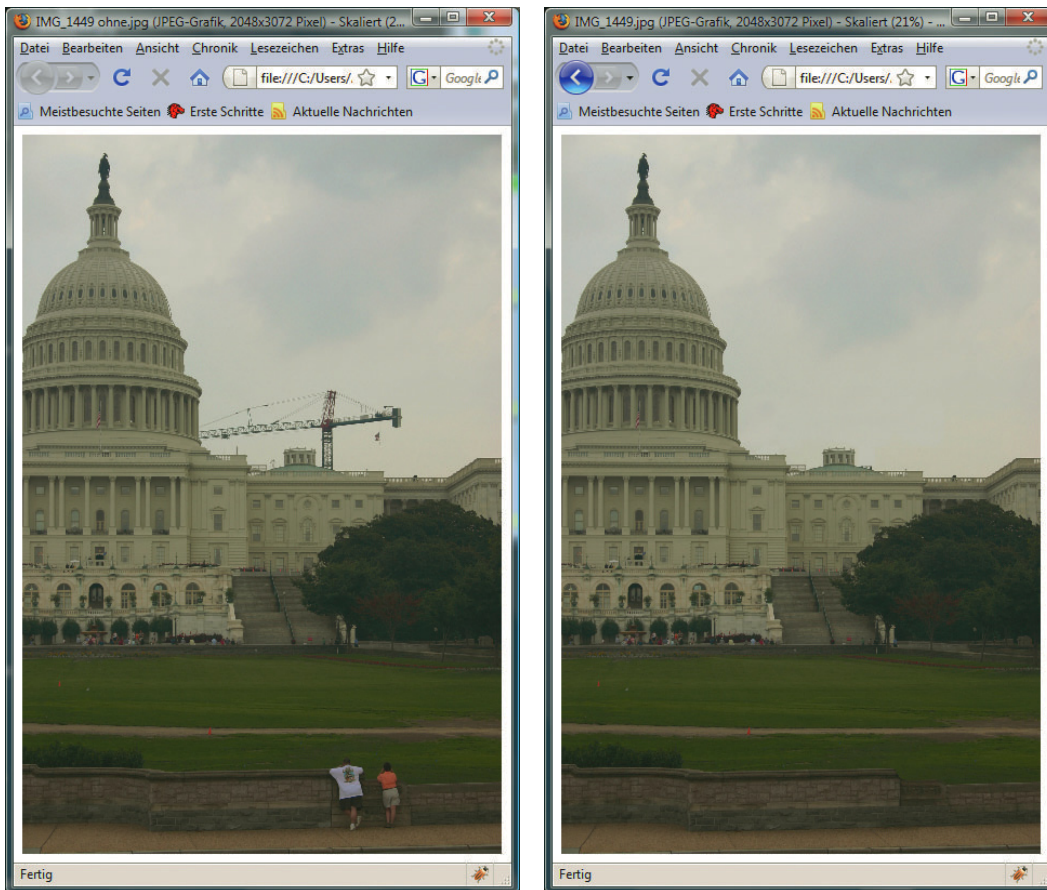 IMG_1449 ohne.jpg (JPEG-Grafik, 2048x3072 Pixel) - Skaliert (2...
Datei Bearbeiten Ansicht Chronik Lesezeichen Extras Hilfe
file:///C:/Users/.
G Google
Meistbesuchte Seiten Erste Schritte Aktuelle Nachrichten
Fertig
IMG_1449.jpg (JPEG-Grafik, 2048x3072 Pixel) - Skaliert (21%) - ...
Datei Bearbeiten Ansicht Chronik Lesezeichen Extras Hilfe
file:///C:/Users/.
G Google
Meistbesuchte Seiten Erste Schritte Aktuelle Nachrichten
Fertig